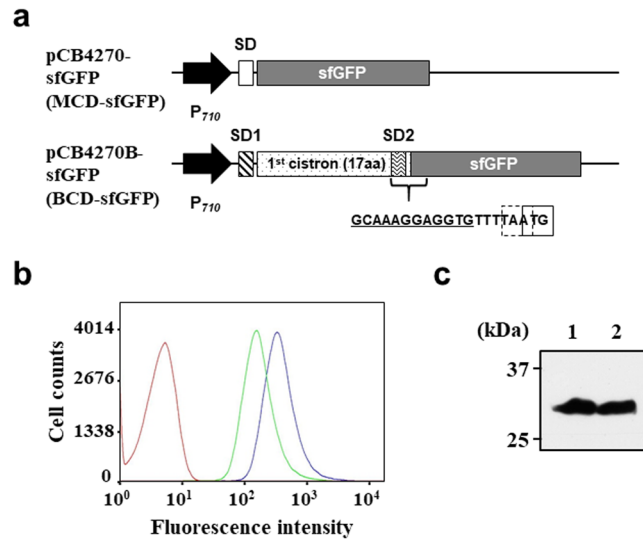 a
pCB4270-
sfGFP
(MCD-sfGFP)
SD
sfGFP
P710
pCB4270B-
sfGFP
(BCD-sfGFP)
SD1
1st cistron (17aa)
SD2
sfGFP
P710
GCAAAGGAGGTGTTTTAATG
b
Cell counts
4014
2676
1338
0
10^0 10^1 10^2 10^3 10^4
Fluorescence intensity
c
(kDa) 1 2
37
25